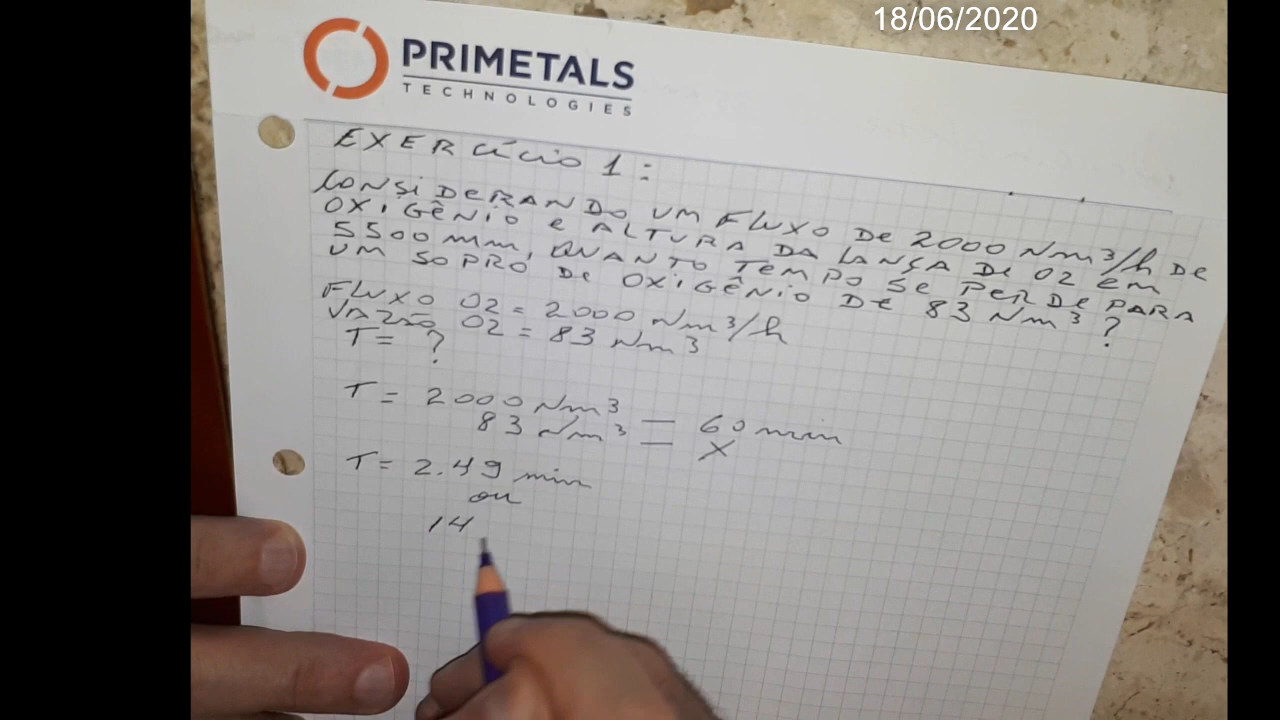 18/06/2020
PRIMETALS
TECHNOLOGIES
EXERCÍCIO 1:
CONSIDERANDO UM FLUXO DE 2000 Nm³/h DE
OXIGÊNIO E ALTURA DA LANÇA DE O2 EM
5500 mm, QUANTO TEMPO SE PERDE PARA
UM SOPRO DE OXIGÊNIO DE 83 Nm³?
FLUXO O2 = 2000 Nm³/h
VAZÃO O2 = 83 Nm³
T = ?
T = 2000 Nm³ = 60 min
83 Nm³ = X
T = 2.49 min
ou
14